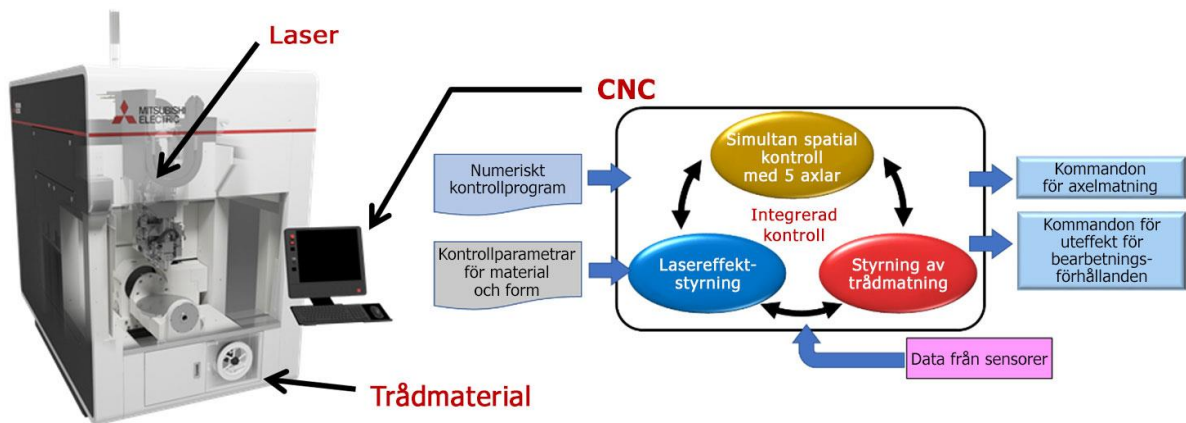 Laser
MITSUBISHI
ELECTRIC
Trådmaterial
CNC
Numeriskt
kontrollprogram
Kontrollparametrar
för material
och form
Simultan spatial
kontroll
med 5 axlar
Integrerad
kontroll
Lasereffekt-
styrning
Styrning av
trådmatning
Kommandon
för axelmatning
Kommandon för
uteffekt för
bearbetnings-
förhållanden
Data från sensorer